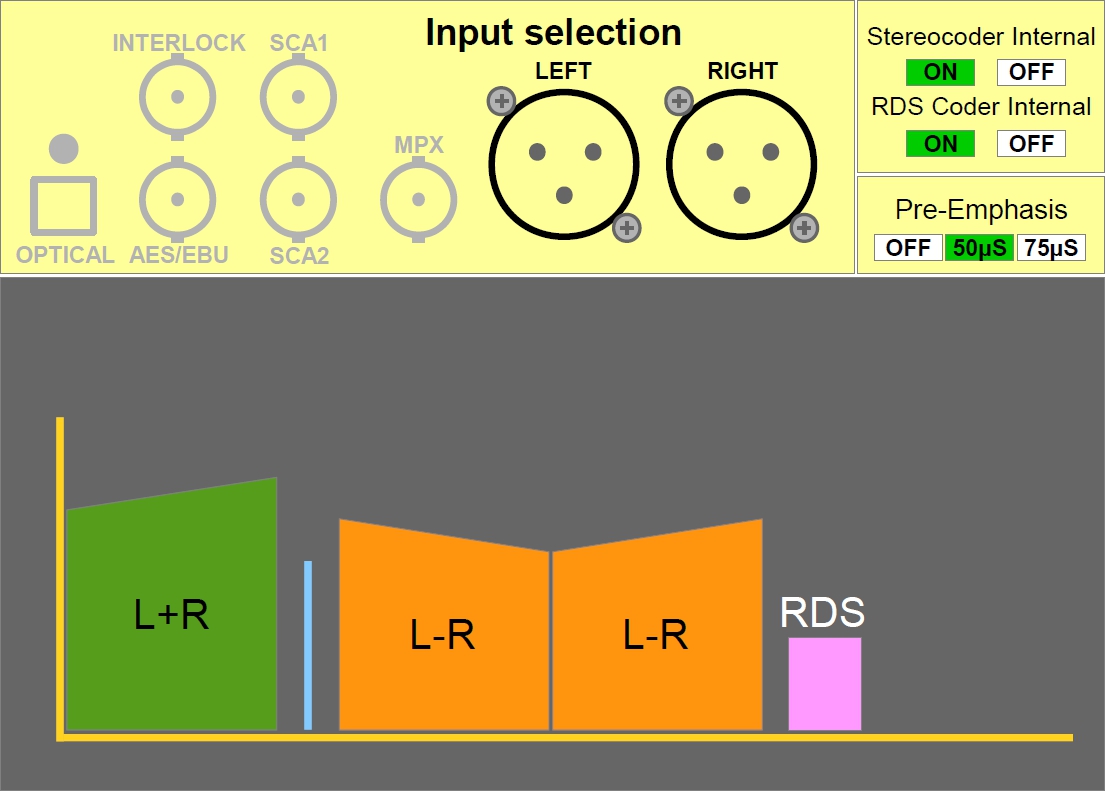 Input selection
INTERLOCK SCA1
LEFT RIGHT
MPX
OPTICAL AES/EBU SCA2
Stereocoder Internal
ON OFF
RDS Coder Internal
ON OFF
Pre-Emphasis
OFF 50µS 75µS
L+R
L-R
L-R
RDS